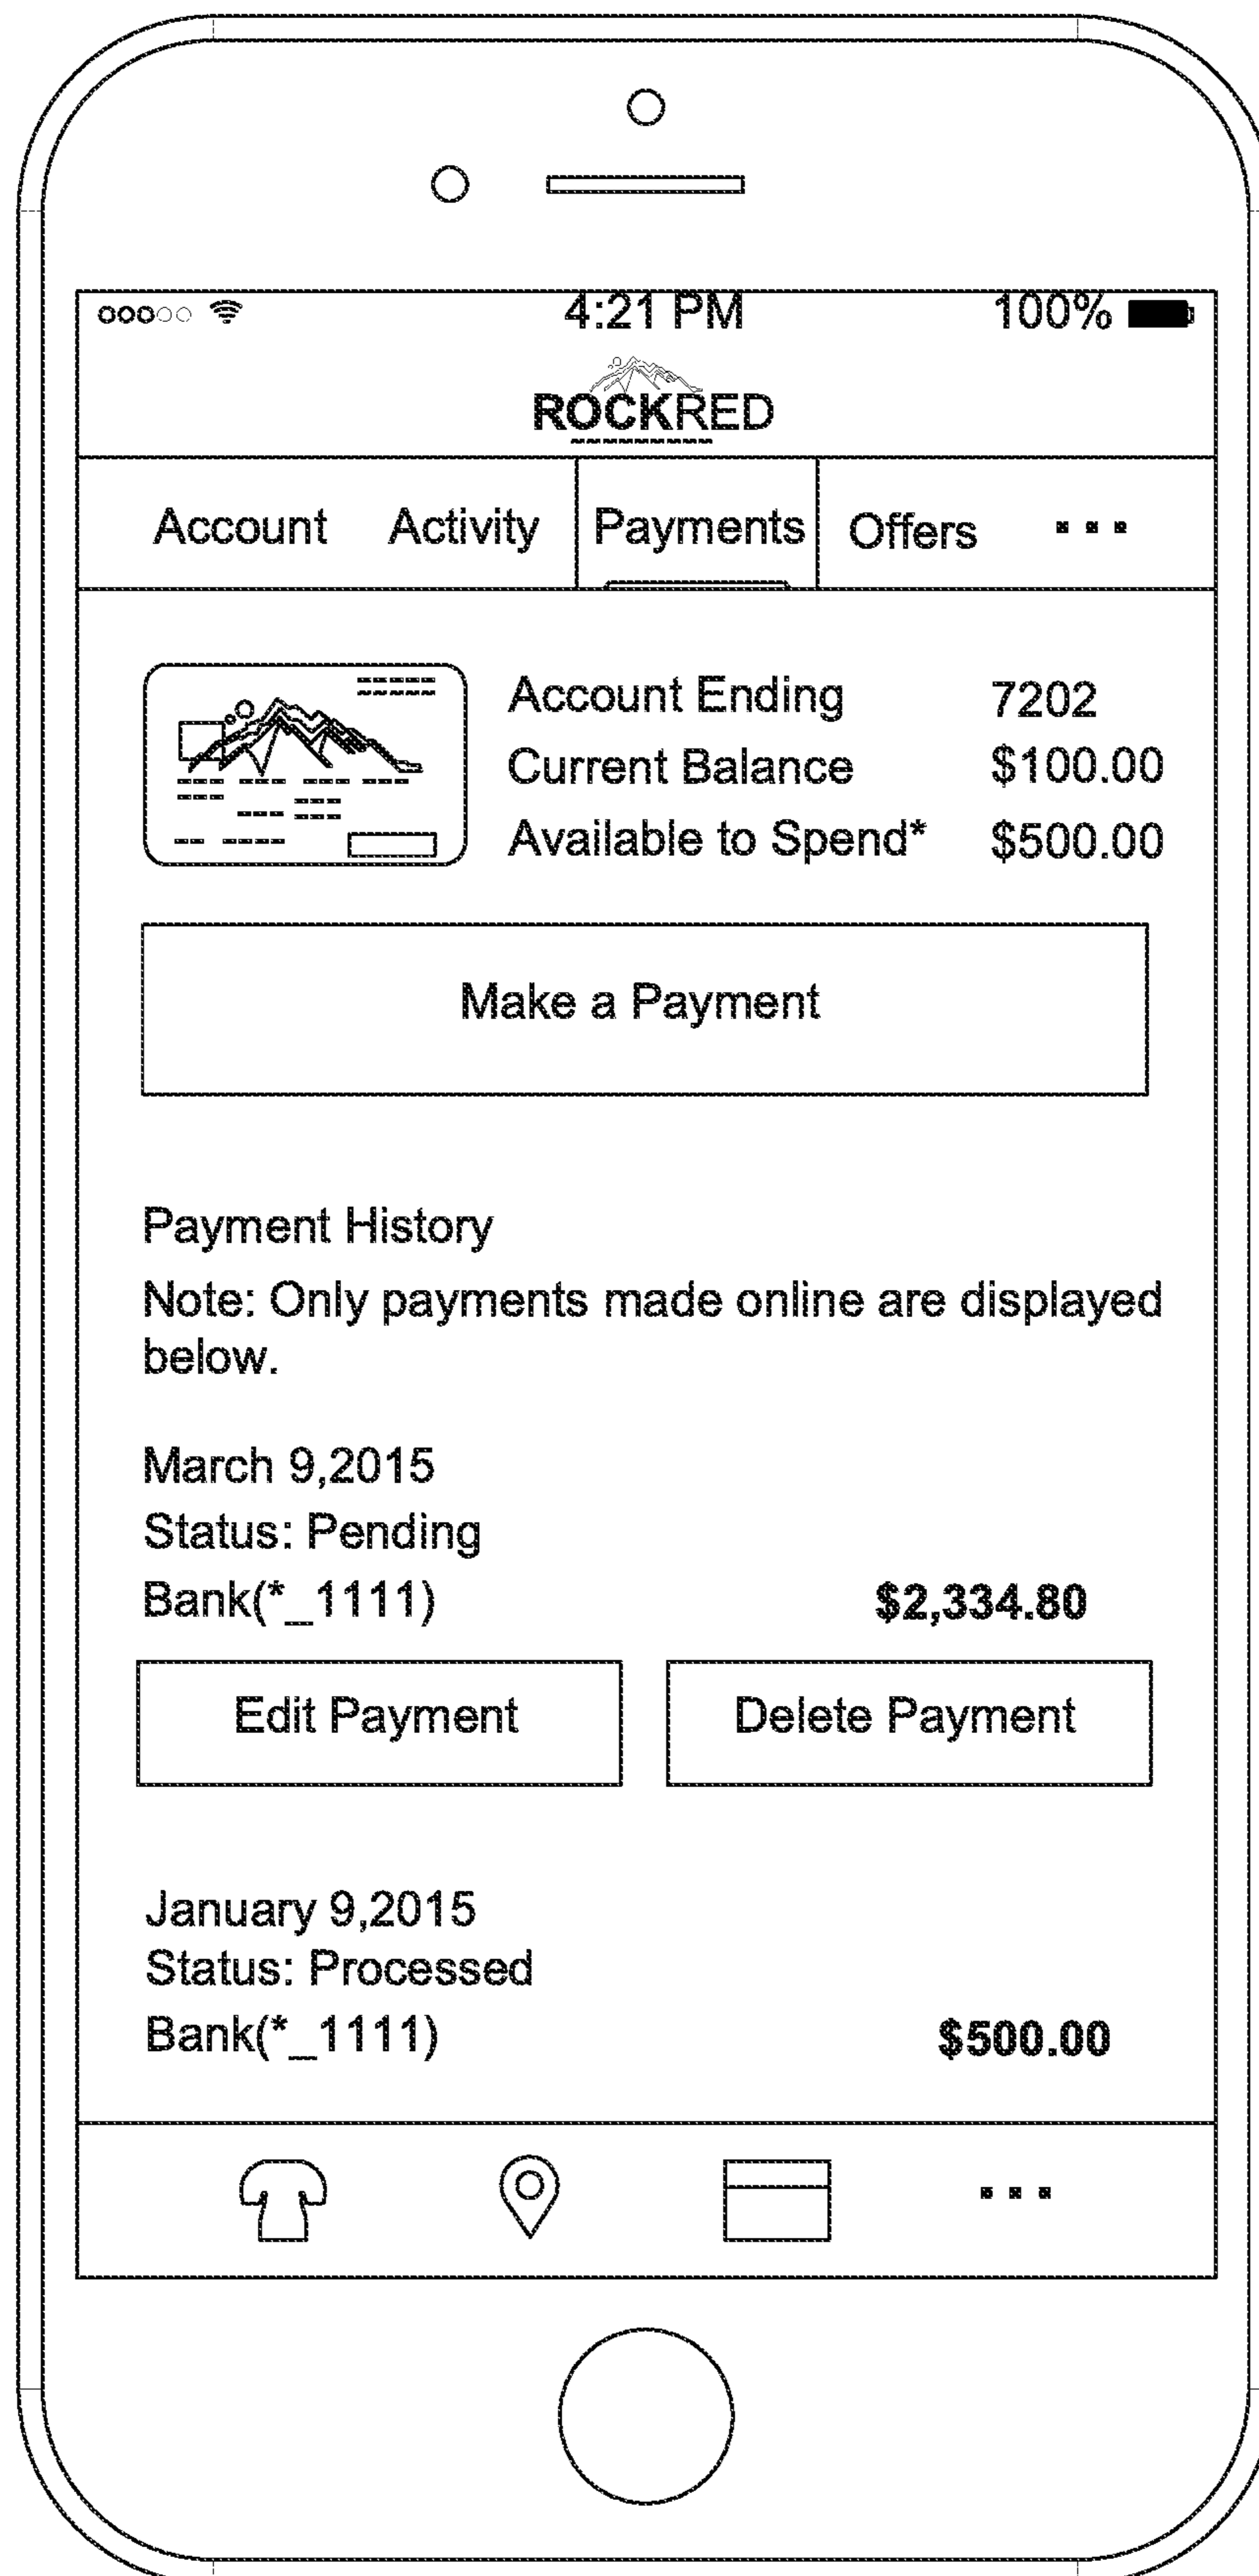 4:21 PM 100%
ROCKRED
Account Activity Payments Offers ...
Account Ending 7202
Current Balance $100.00
Available to Spend* $500.00
Make a Payment
Payment History
Note: Only payments made online are displayed
below.
March 9,2015
Status: Pending
Bank(*_1111) $2,334.80
Edit Payment Delete Payment
January 9,2015
Status: Processed
Bank(*_1111) $500.00